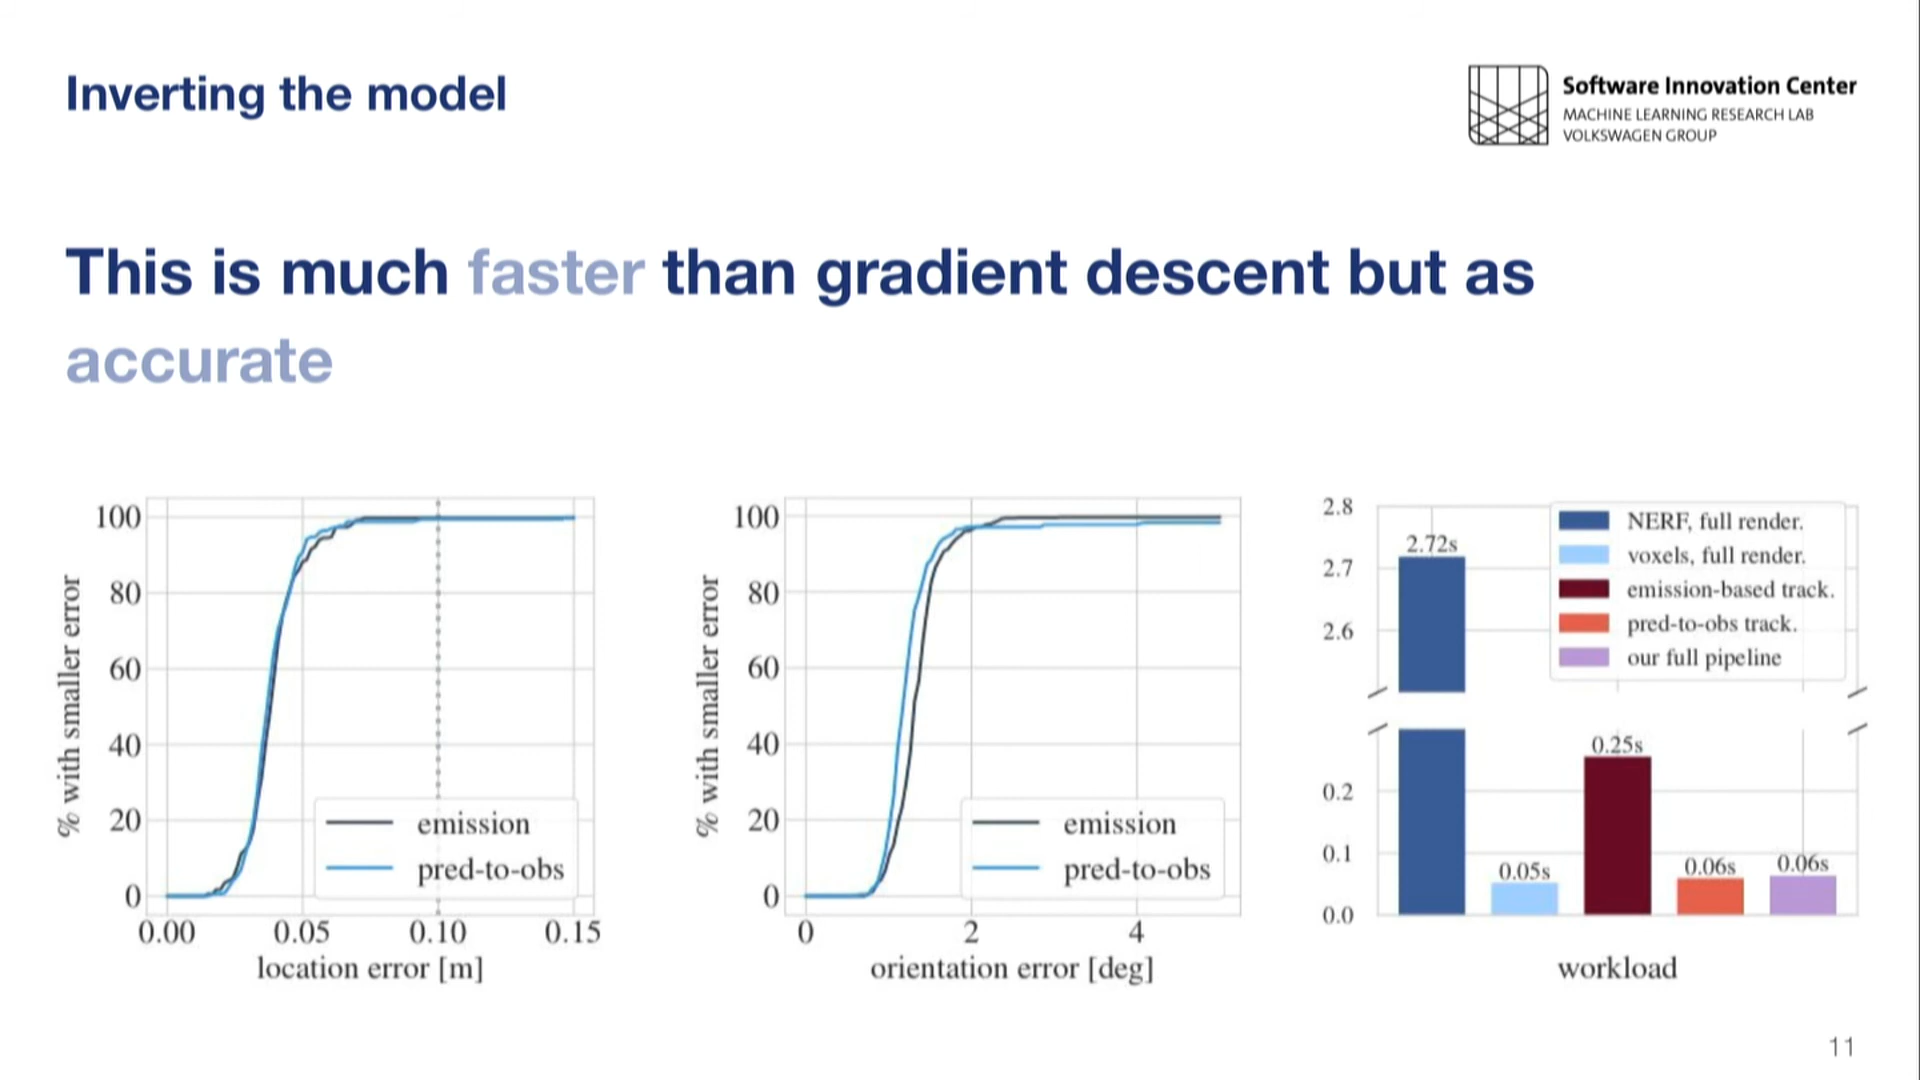 Inverting the model
Software Innovation Center
MACHINE LEARNING RESEARCH LAB
VOLKSWAGEN GROUP
This is much faster than gradient descent but as
accurate
% with smaller error
100
80
60
40
20
0
emission
pred-to-obs
0.00 0.05 0.10 0.15
location error [m]
% with smaller error
100
80
60
40
20
0
emission
pred-to-obs
0 2 4
orientation error [deg]
2.8
2.7
2.6
0.2
0.1
0.0
2.72s
NERF, full render.
voxels, full render.
emission-based track.
pred-to-obs track.
our full pipeline
0.05s
0.25s
0.06s
0.06s
workload
11